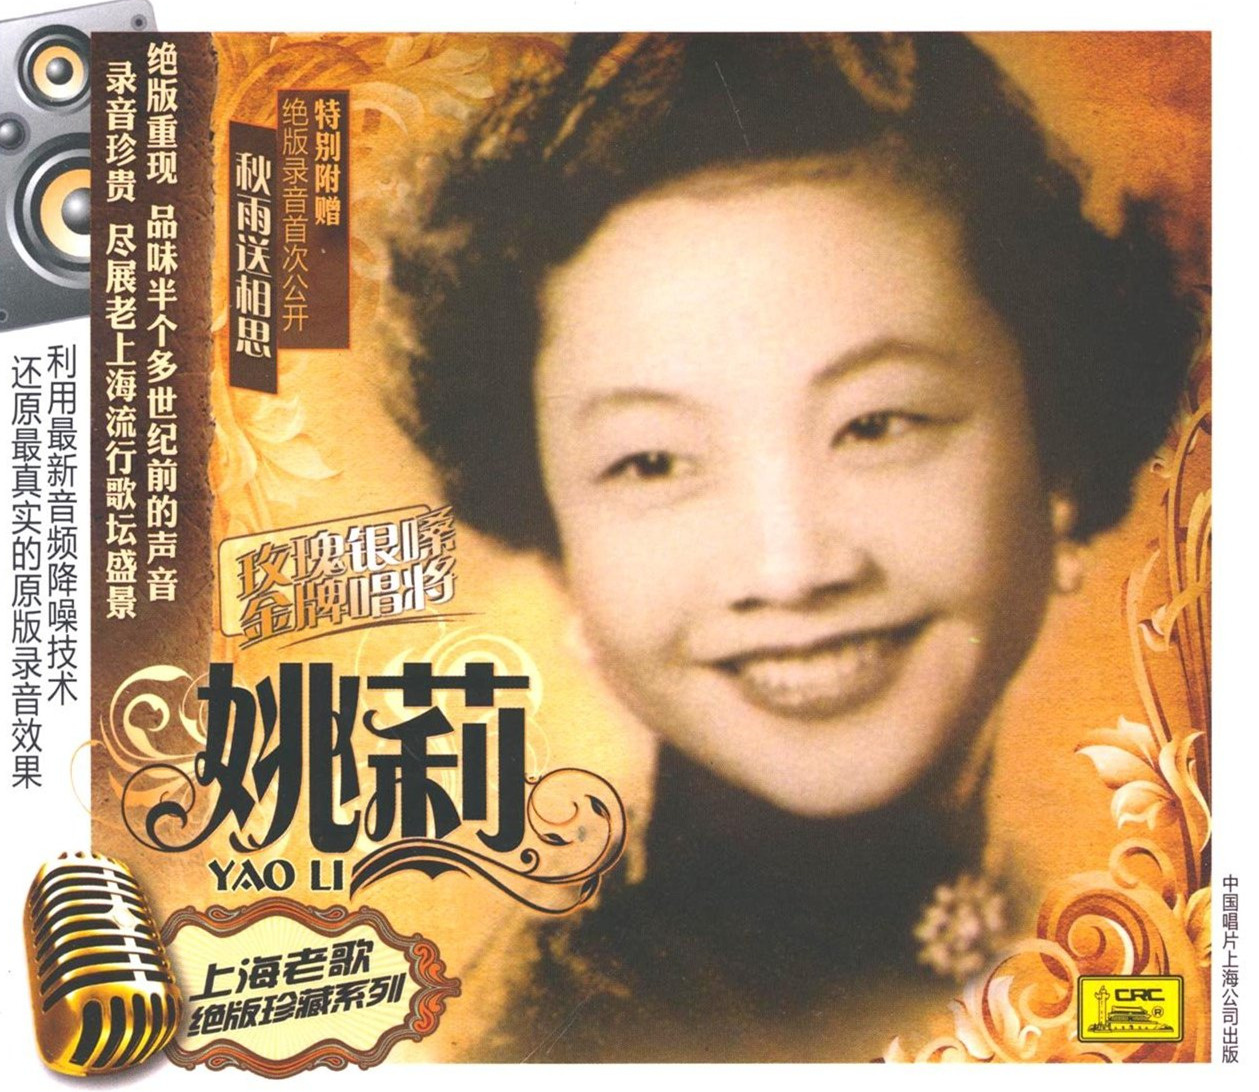 绝版重现 品味半个多世纪前的声音
录音珍贵 尽展老上海流行歌坛盛景
利用最新音频降噪技术
还原最真实的原版录音效果
特别附赠
绝版录音首次公开
秋雨送相思
玫瑰银嗓
金牌唱将
姚莉
YAO LI
上海老歌
绝版珍藏系列
CRC
®
中国唱片上海公司出版